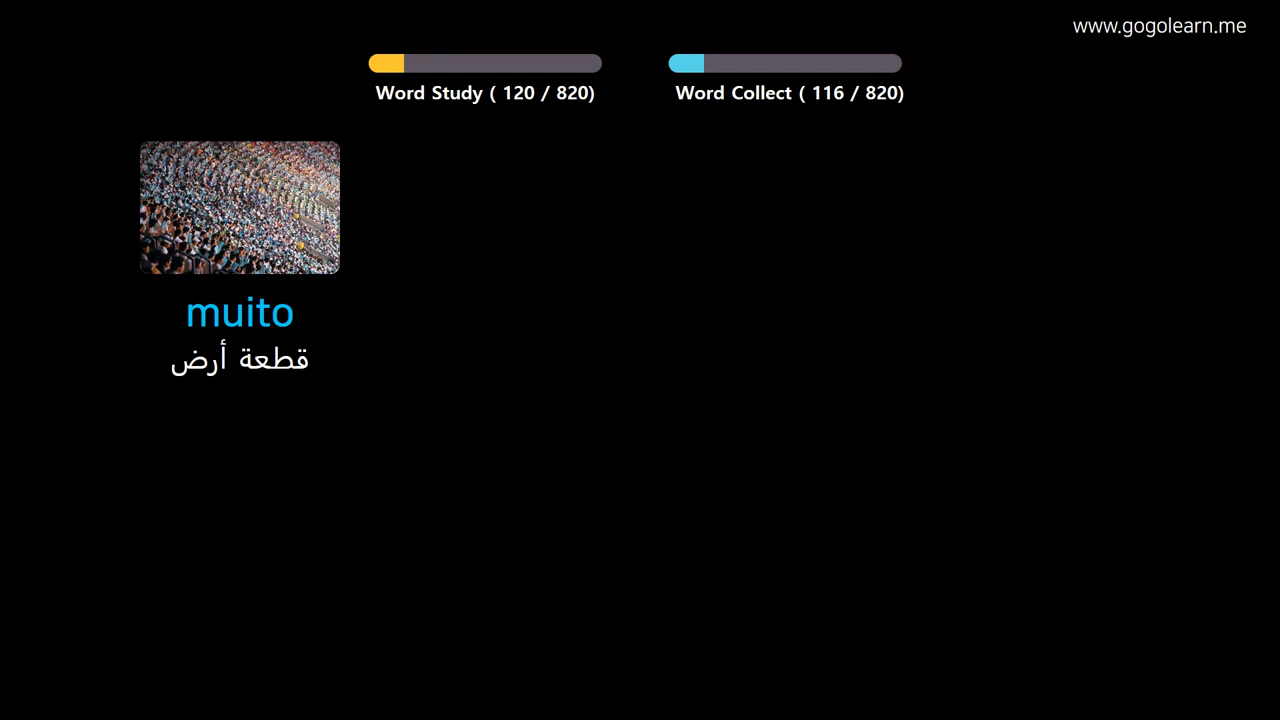 www.gogolearn.me
Word Study ( 120 / 820)
Word Collect ( 116 / 820)
muito
قطعة أرض